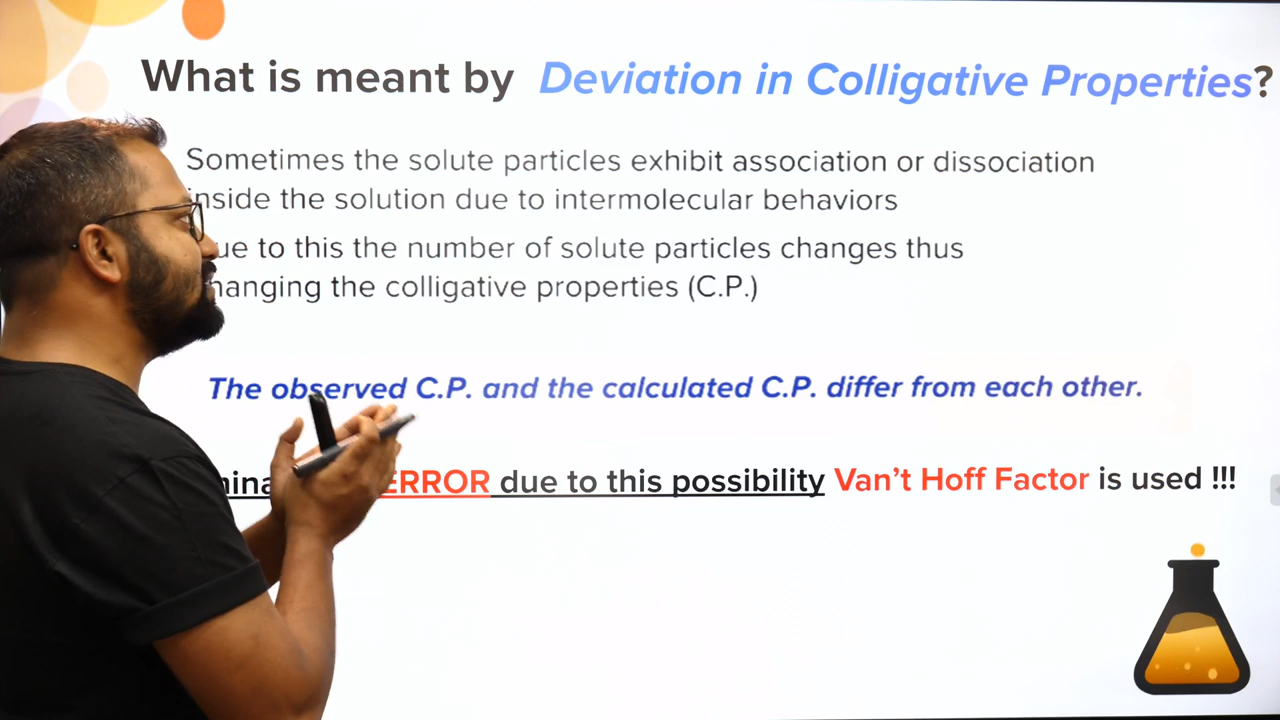 What is meant by Deviation in Colligative Properties?
Sometimes the solute particles exhibit association or dissociation
inside the solution due to intermolecular behaviors
ue to this the number of solute particles changes thus
hanging the colligative properties (C.P.)
The observed C.P. and the calculated C.P. differ from each other.
ERROR due to this possibility Van't Hoff Factor is used !!!